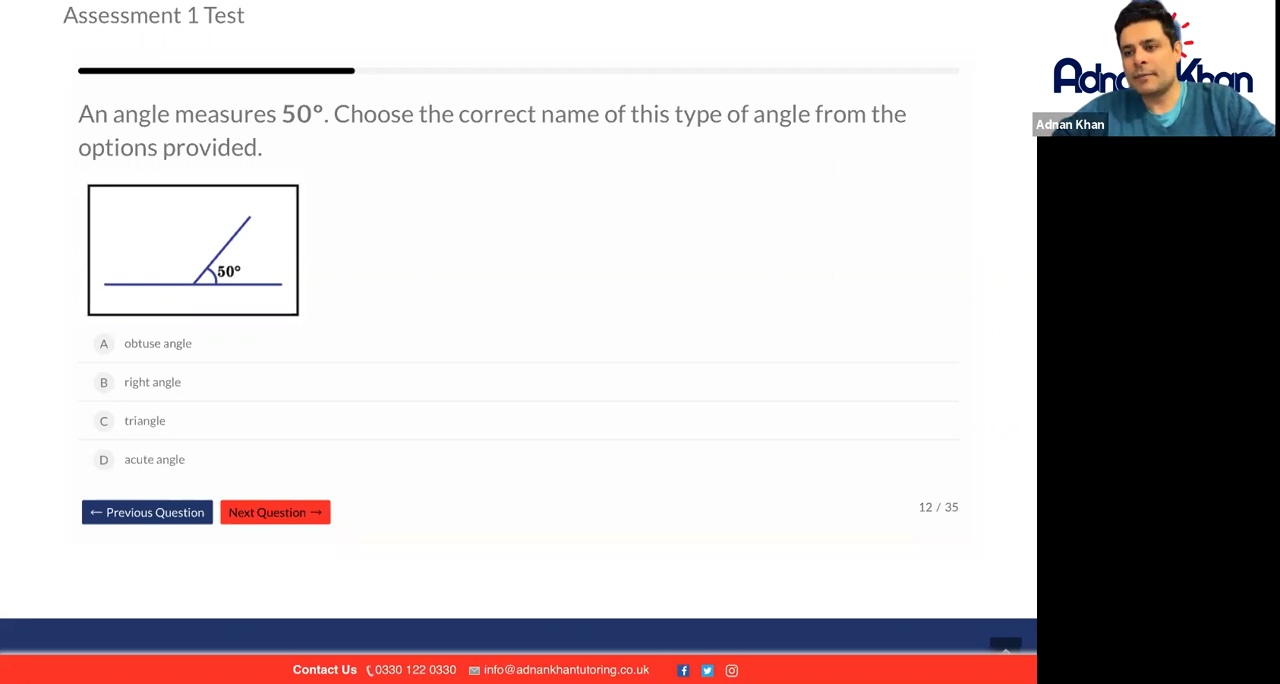 Assessment 1 Test
An angle measures 50°. Choose the correct name of this type of angle from the
options provided.
50°
A obtuse angle
B right angle
C triangle
D acute angle
← Previous Question
Next Question →
12 / 35
Contact Us 0330 122 0330 info@adnankhantutoring.co.uk
Adnan Khan